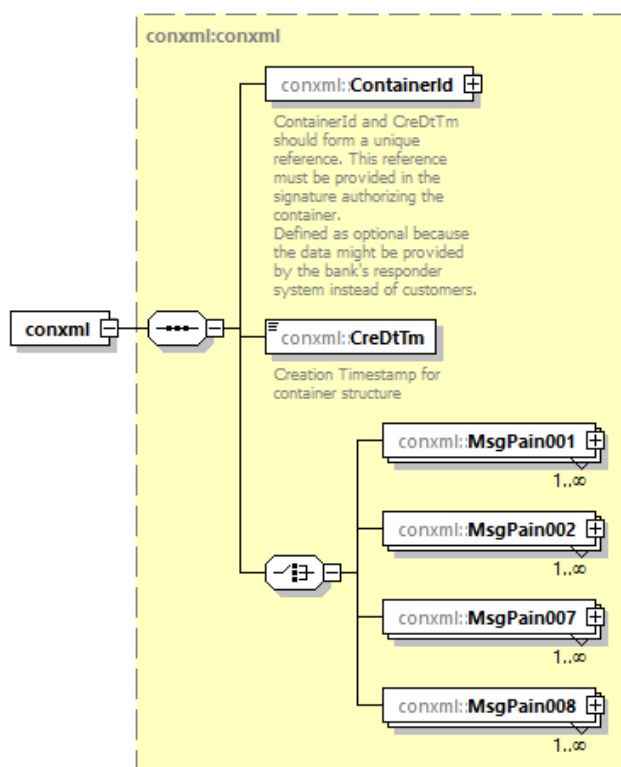 conxml:conxml
conxml::ContainerId
ContainerId and CreDtTm
should form a unique
reference. This reference
must be provided in the
signature authorizing the
container.
Defined as optional because
the data might be provided
by the bank's responder
system instead of customers.
conxml
conxml::CreDtTm
Creation Timestamp for
container structure
conxml::MsgPain001
1..∞
conxml::MsgPain002
1..∞
conxml::MsgPain007
1..∞
conxml::MsgPain008
1..∞